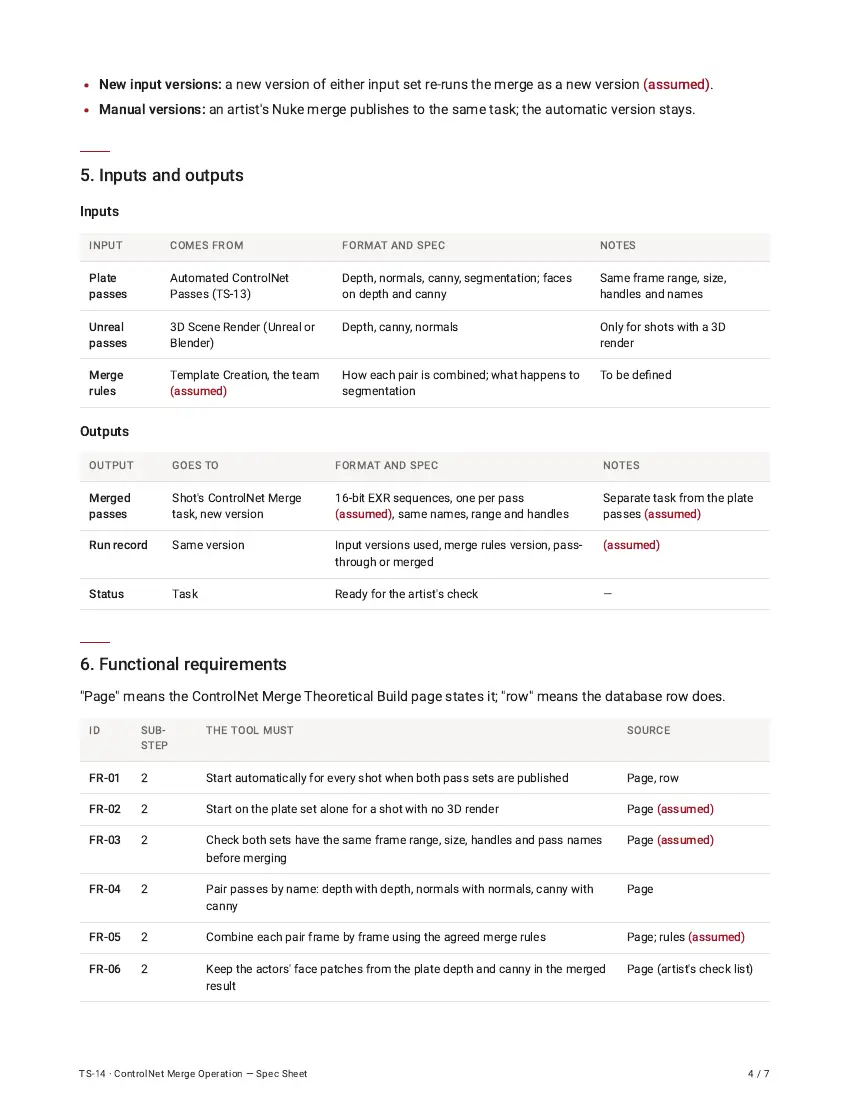 • New input versions: a new version of either input set re-runs the merge as a new version (assumed).
• Manual versions: an artist's Nuke merge publishes to the same task; the automatic version stays.
5. Inputs and outputs
Inputs
INPUT COMES FROM FORMAT AND SPEC NOTES
Plate Automated ControlNet Depth, normals, canny, segmentation; faces Same frame range, size,
passes Passes (TS-13) on depth and canny handles and names
Unreal 3D Scene Render (Unreal or Depth, canny, normals Only for shots with a 3D
passes Blender) render
Merge Template Creation, the team How each pair is combined; what happens to To be defined
rules (assumed) segmentation
Outputs
OUTPUT GOES TO FORMAT AND SPEC NOTES
Merged Shot's ControlNet Merge 16-bit EXR sequences, one per pass Separate task from the plate
passes task, new version (assumed), same names, range and handles passes (assumed)
Run record Same version Input versions used, merge rules version, pass- (assumed)
through or merged
Status Task Ready for the artist's check —
6. Functional requirements
"Page" means the ControlNet Merge Theoretical Build page states it; "row" means the database row does.
ID SUB- THE TOOL MUST SOURCE
STEP
FR-01 2 Start automatically for every shot when both pass sets are published Page, row
FR-02 2 Start on the plate set alone for a shot with no 3D render Page (assumed)
FR-03 2 Check both sets have the same frame range, size, handles and pass names Page (assumed)
before merging
FR-04 2 Pair passes by name: depth with depth, normals with normals, canny with Page
canny
FR-05 2 Combine each pair frame by frame using the agreed merge rules Page; rules (assumed)
FR-06 2 Keep the actors' face patches from the plate depth and canny in the merged Page (artist's check list)
result
TS-14 · ControlNet Merge Operation — Spec Sheet 4 / 7